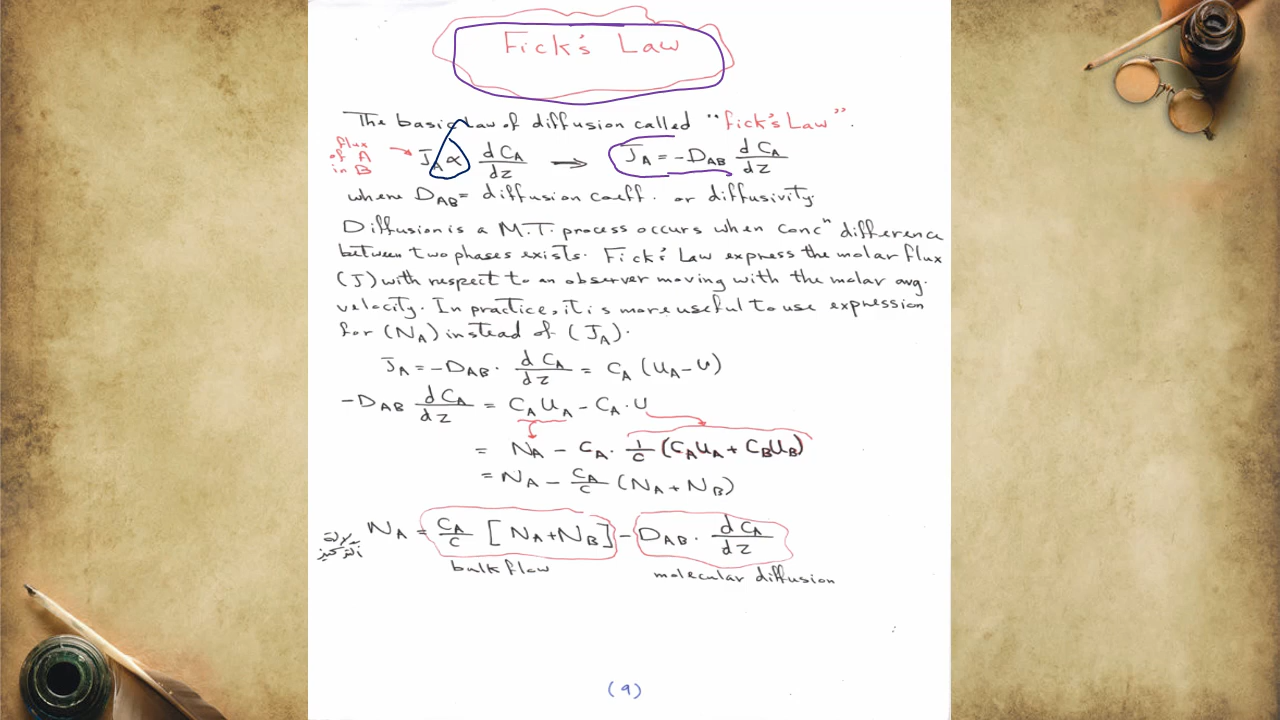 Fick's Law
The basic law of diffusion called "fick's Law".
flux of A in B → J_A ∝ dC_A/dz → J_A = -D_AB dC_A/dz
where D_AB = diffusion coeff. or diffusivity
Diffusion is a M.T. process occurs when concⁿ difference
between two phases exists. Fick's Law express the molar flux
(J) with respect to an observer moving with the molar avg.
velocity. In practice, it is more useful to use expression
for (N_A) instead of (J_A).
J_A = -D_AB · dC_A/dz = C_A (U_A - U)
-D_AB dC_A/dz = C_A U_A - C_A · U
= N_A - C_A · 1/c (C_A U_A + C_B U_B)
= N_A - C_A/c (N_A + N_B)
بدلالة التركيز N_A = C_A/c [N_A + N_B] - D_AB · dC_A/dz
bulk flow molecular diffusion
(9)